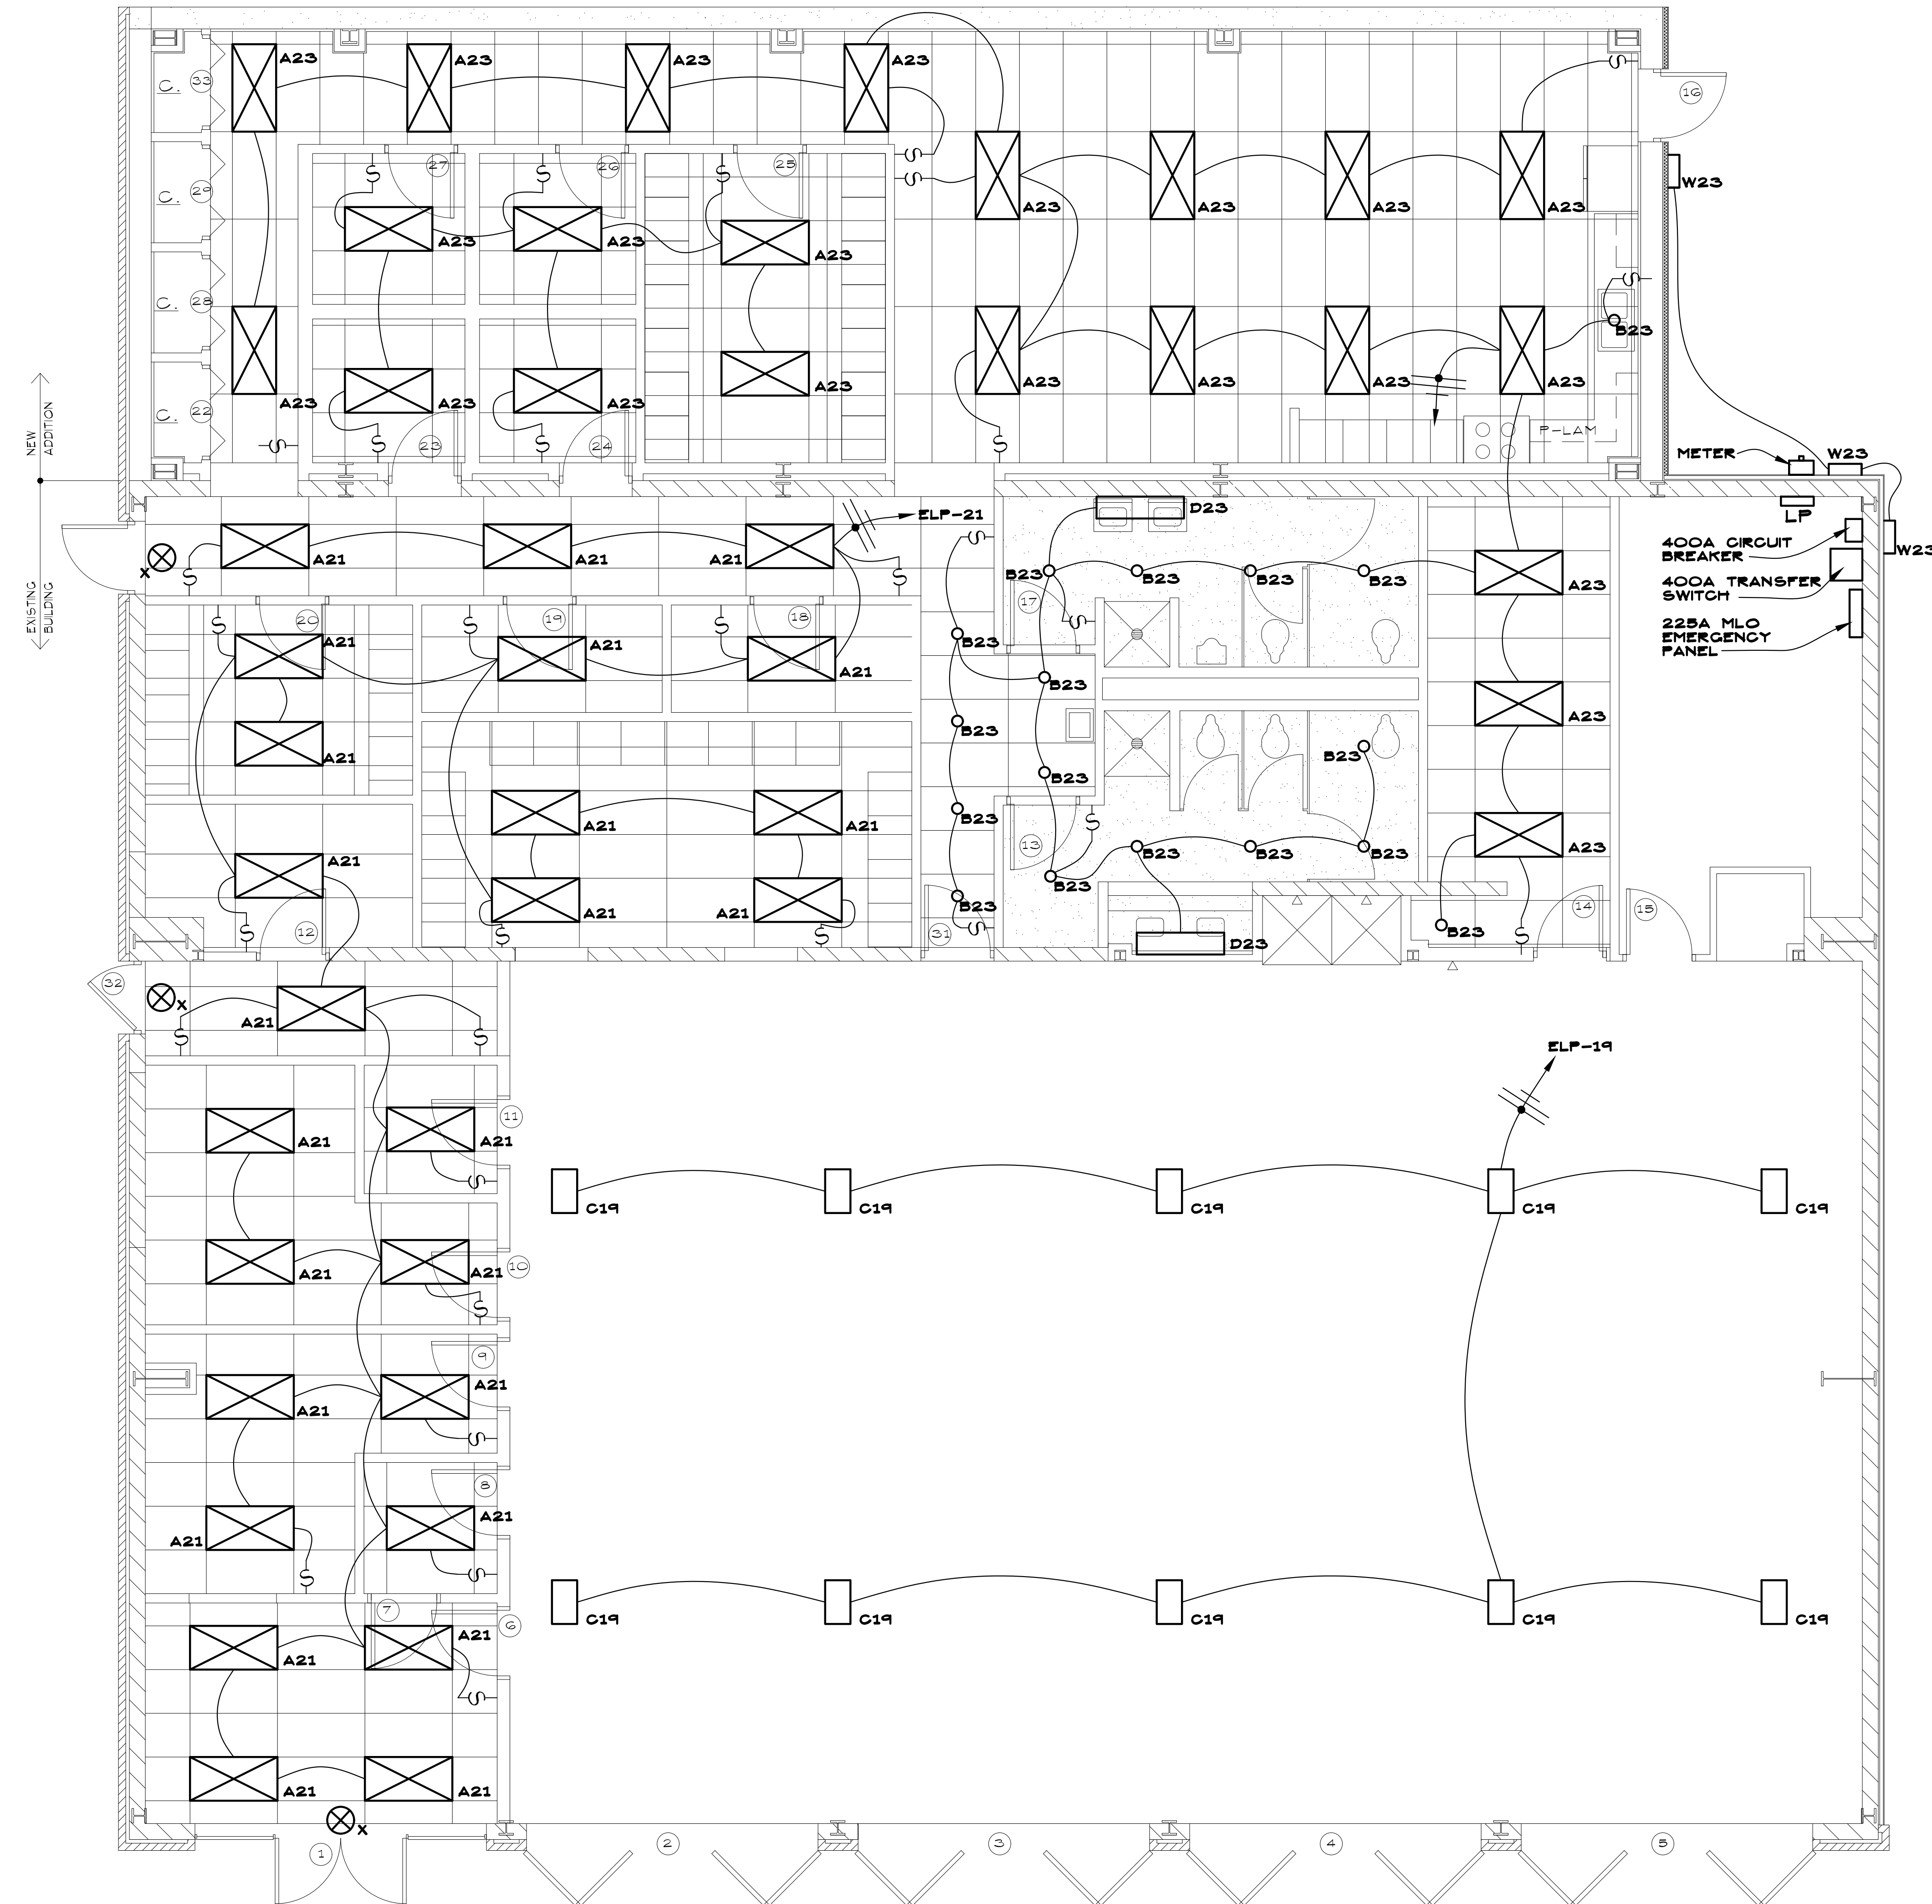 A23
A23
A23
A23
C.
33
16
27
26
25
C.
29
W23
A23
A23
A23
A23
A23
A23
A23
C.
28
B23
A23
A23
A23
A23
A23
A23
A23
A23
C.
22
23
24
P-LAM
NEW
ADDITION
METER
W23
D23
ELP-21
LP
400A CIRCUIT
BREAKER
W23
A21
A21
A21
X
B23
B23
B23
B23
400A TRANSFER
SWITCH
A23
EXISTING
BUILDING
17
20
19
18
225A MLO
EMERGENCY
PANEL
A21
A21
B23
A21
B23
A23
B23
A21
B23
B23
A21
A21
B23
13
B23
B23
B23
A23
A21
B23
B23
A21
A21
14
15
12
31
B23
D23
32
X
A21
ELP-19
11
A21
A21
C19
C19
C19
C19
C19
10
A21
A21
9
A21
A21
8
A21
A21
7
6
C19
C19
C19
C19
C19
A21
A21
A21
A21
X
1
2
3
4
5